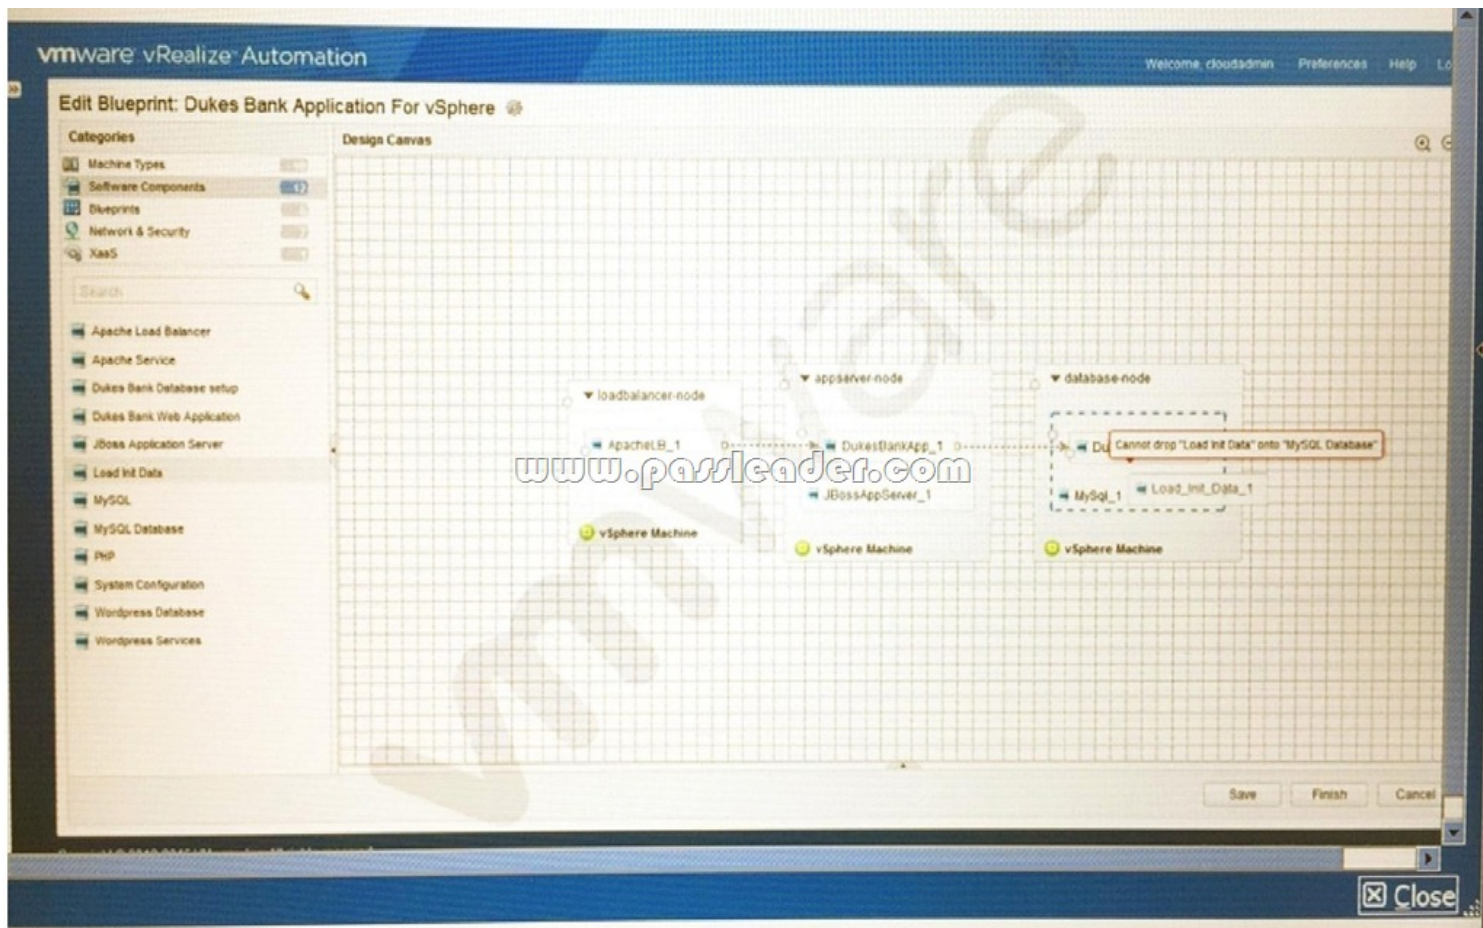 vmware vRealize Automation
Welcome, cloudadmin Preferences Help Lo
Edit Blueprint: Dukes Bank Application For vSphere
Categories
Design Canvas
Machine Types
Software Components
Blueprints
Network & Security
XaaS
Search
Apache Load Balancer
Apache Service
Dukes Bank Database setup
Dukes Bank Web Application
JBoss Application Server
Load Init Data
MySQL
MySQL Database
PHP
System Configuration
Wordpress Database
Wordpress Services
loadbalancer-node
ApacheLB_1
vSphere Machine
appserver-node
DukesBankApp_1
JBossAppServer_1
vSphere Machine
database-node
Du
Cannot drop "Load Init Data" onto "MySQL Database"
MySql_1
Load_Init_Data_1
vSphere Machine
www.passleader.com
vmware
Save Finish Cancel
Close